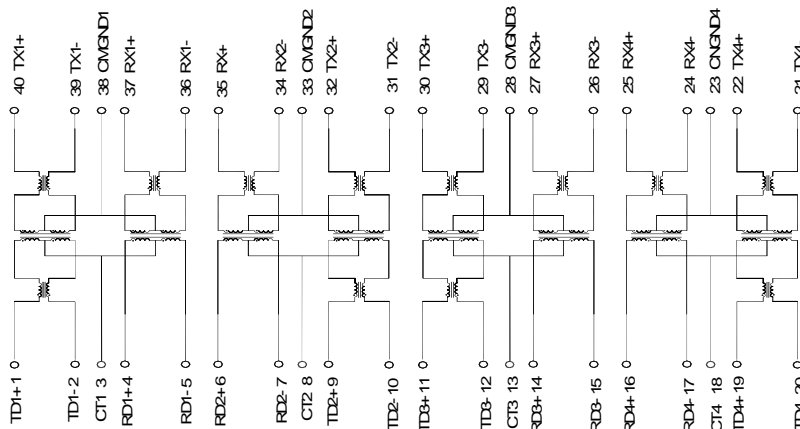 40 TX1+
39 TX1-
38 CMGND1
37 RX1+
36 RX1-
35 RX+
34 RX2-
33 CMGND2
32 TX2+
31 TX2-
30 TX3+
29 TX3-
28 CMGND3
27 RX3+
26 RX3-
25 RX4+
24 RX4-
23 CNGND4
22 TX4+
21 TX4-
TD1+ 1
TD1- 2
CT1 3
RD1+ 4
RD1- 5
RD2+ 6
RD2- 7
CT2 8
TD2+ 9
TD2- 10
TD3+ 11
TD3- 12
CT3 13
RD3+ 14
RD3- 15
RD4+ 16
RD4- 17
CT4 18
TD4+ 19
TD4- 20